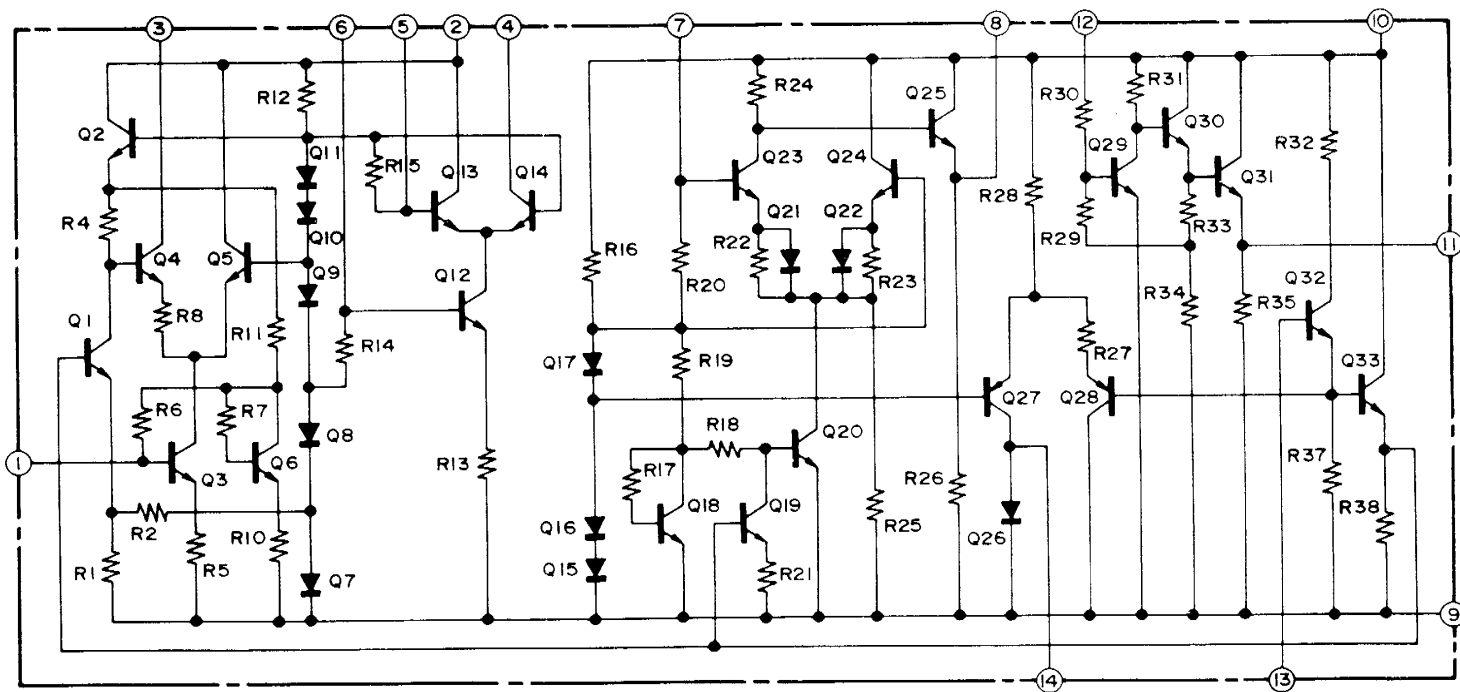 3 6 5 2 4 7 8 12 10
R12 R24 Q25 R30 R31 Q30
Q2 Q11 R15 Q13 Q14 Q23 Q24 Q29 R32
R4 Q10 Q21 Q22 R28 Q31
Q4 Q5 Q9 R16 R22 R23 R29 R33 11
Q12 R20 R34 R35 Q32
Q1 R8 R11 R14 Q17 R19 R27 Q33
R6 R7 Q8 R18 Q20 Q27 Q28
1 Q3 Q6 R13 R17 R26 R37
R2 R10 Q16 Q18 Q19 R25 Q26 R38
R1 R5 Q7 Q15 R21 9
14 13